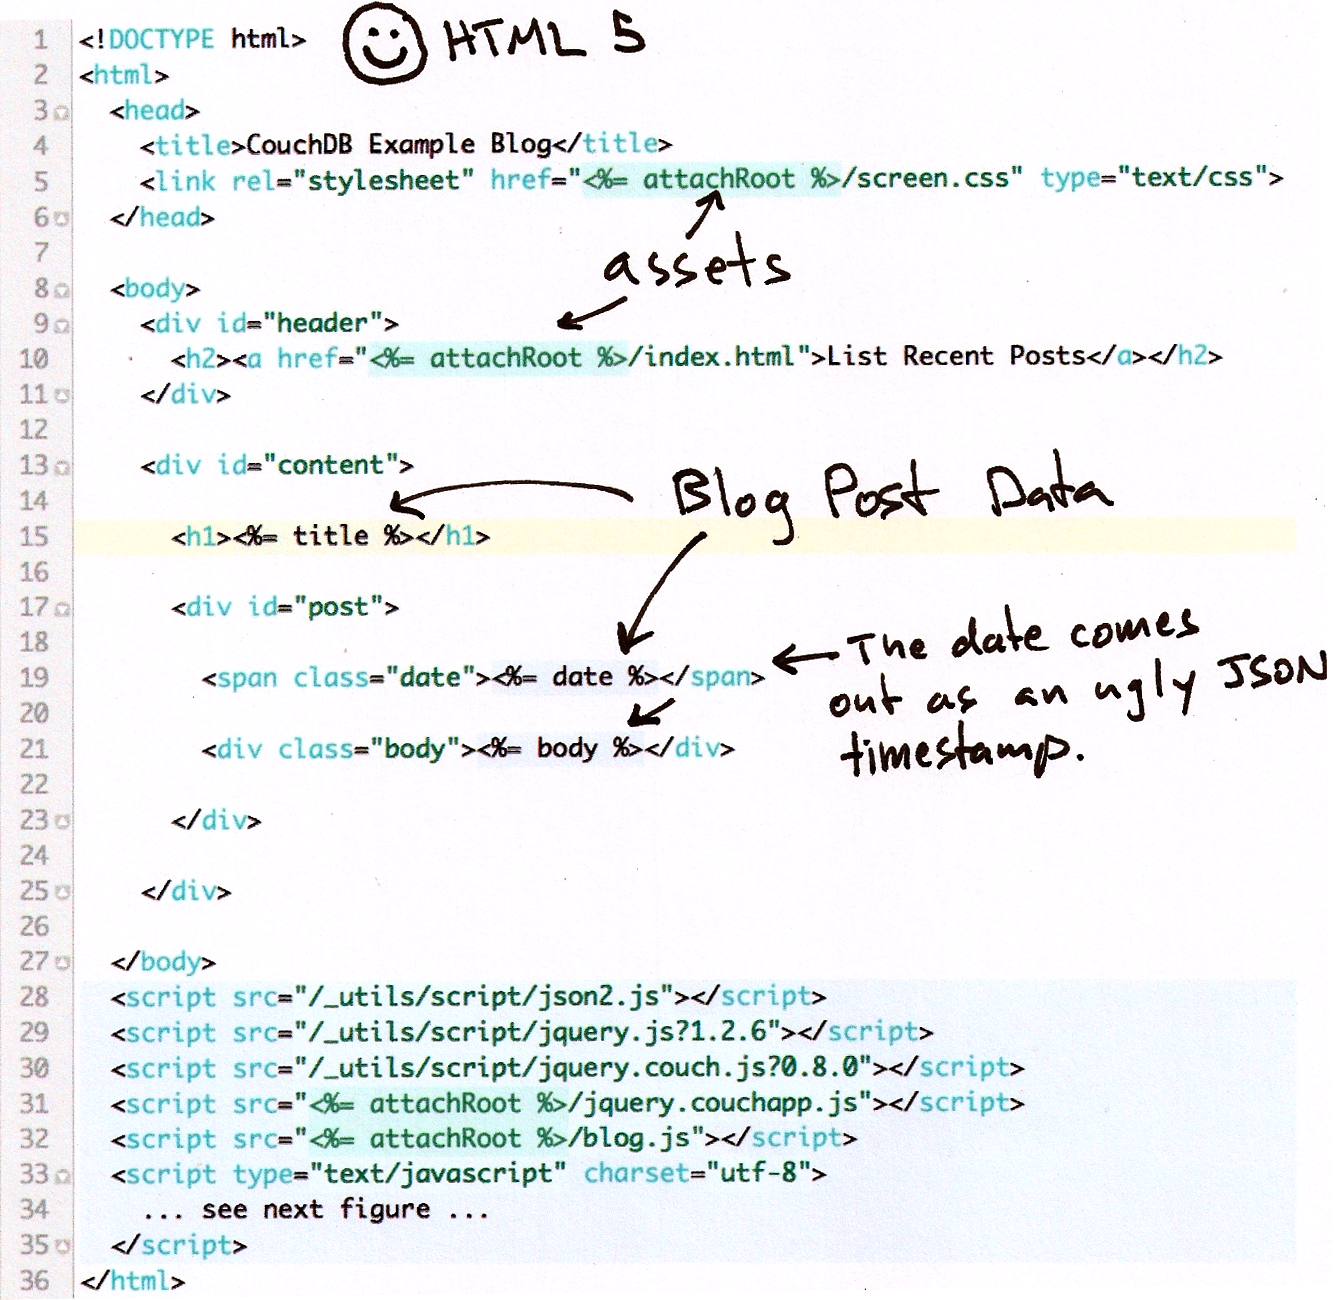 1 <!DOCTYPE html> HTML 5
2 <html>
3 <head>
4 <title>CouchDB Example Blog</title>
5 <link rel="stylesheet" href="<%= attachRoot %>/screen.css" type="text/css">
6 </head>
7
assets
8 <body>
9 <div id="header">
10 <h2><a href="<%= attachRoot %>/index.html">List Recent Posts</a></h2>
11 </div>
12
13 <div id="content">
14
Blog Post Data
15 <h1><%= title %></h1>
16
17 <div id="post">
18
19 <span class="date"><%= date %></span>
The date comes
out as an ugly JSON
timestamp.
20
21 <div class="body"><%= body %></div>
22
23 </div>
24
25 </div>
26
27 </body>
28 <script src="/_utils/script/json2.js"></script>
29 <script src="/_utils/script/jquery.js?1.2.6"></script>
30 <script src="/_utils/script/jquery.couch.js?0.8.0"></script>
31 <script src="<%= attachRoot %>/jquery.couchapp.js"></script>
32 <script src="<%= attachRoot %>/blog.js"></script>
33 <script type="text/javascript" charset="utf-8">
34 ... see next figure ...
35 </script>
36 </html>